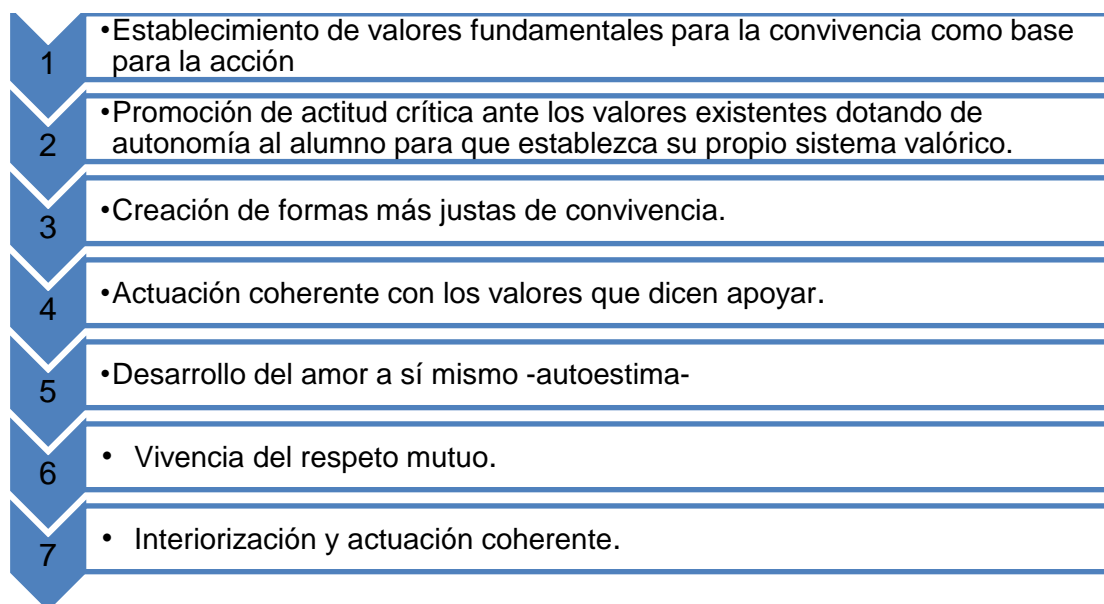 1
•Establecimiento de valores fundamentales para la convivencia como base
para la acción
2
•Promoción de actitud crítica ante los valores existentes dotando de
autonomía al alumno para que establezca su propio sistema valórico.
3
•Creación de formas más justas de convivencia.
4
•Actuación coherente con los valores que dicen apoyar.
5
•Desarrollo del amor a sí mismo -autoestima-
6
• Vivencia del respeto mutuo.
7
• Interiorización y actuación coherente.